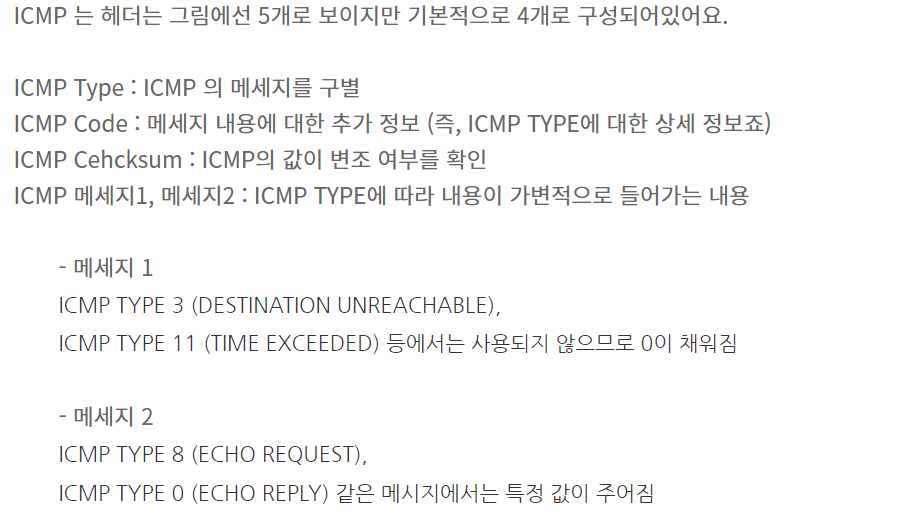 ICMP 는 헤더는 그림에선 5개로 보이지만 기본적으로 4개로 구성되어있어요.
ICMP Type : ICMP 의 메세지를 구별
ICMP Code : 메세지 내용에 대한 추가 정보 (즉, ICMP TYPE에 대한 상세 정보죠)
ICMP Cehcksum : ICMP의 값이 변조 여부를 확인
ICMP 메세지1, 메세지2 : ICMP TYPE에 따라 내용이 가변적으로 들어가는 내용
- 메세지 1
ICMP TYPE 3 (DESTINATION UNREACHABLE),
ICMP TYPE 11 (TIME EXCEEDED) 등에서는 사용되지 않으므로 0이 채워짐
- 메세지 2
ICMP TYPE 8 (ECHO REQUEST),
ICMP TYPE 0 (ECHO REPLY) 같은 메시지에서는 특정 값이 주어짐